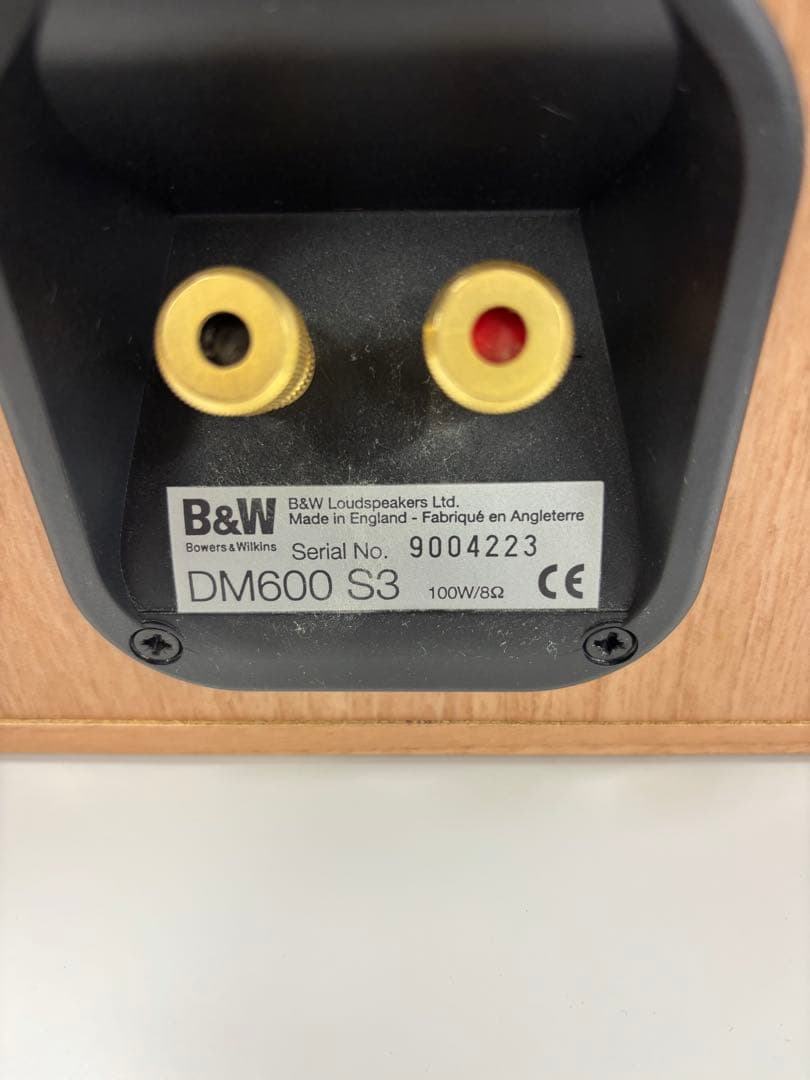 B&W
B&W Loudspeakers Ltd.
Made in England - Fabriqué en Angleterre
Bowers & Wilkins
Serial No. 9004223
DM600 S3 100W/8Ω CE